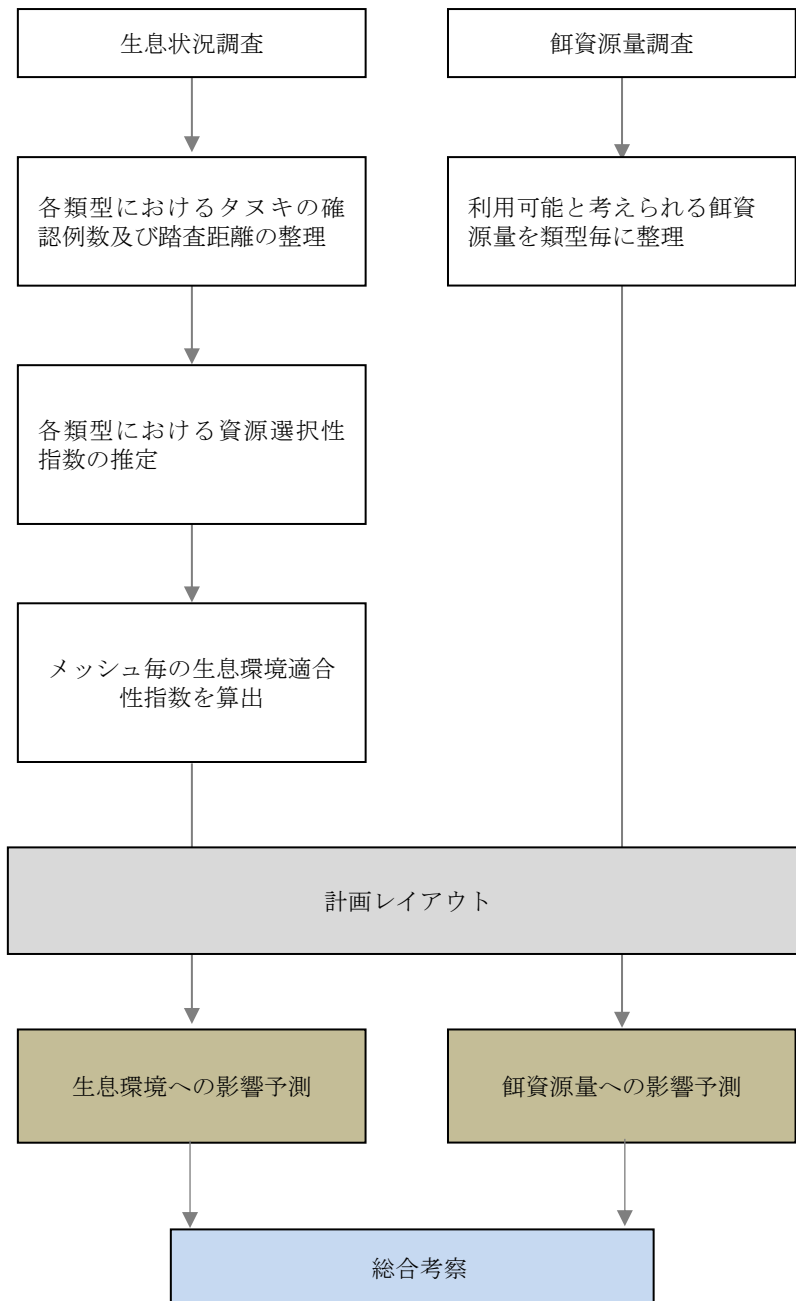 生息状況調査
餌資源量調査
各類型におけるタヌキの確
認例数及び踏査距離の整理
利用可能と考えられる餌資
源量を類型毎に整理
各類型における資源選択性
指数の推定
メッシュ毎の生息環境適合
性指数を算出
計画レイアウト
生息環境への影響予測
餌資源量への影響予測
総合考察